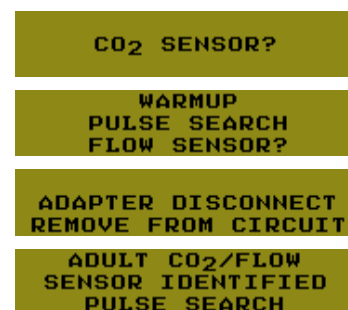 CO2 SENSOR?
WARMUP
PULSE SEARCH
FLOW SENSOR?
ADAPTER DISCONNECT
REMOVE FROM CIRCUIT
ADULT CO2/FLOW
SENSOR IDENTIFIED
PULSE SEARCH